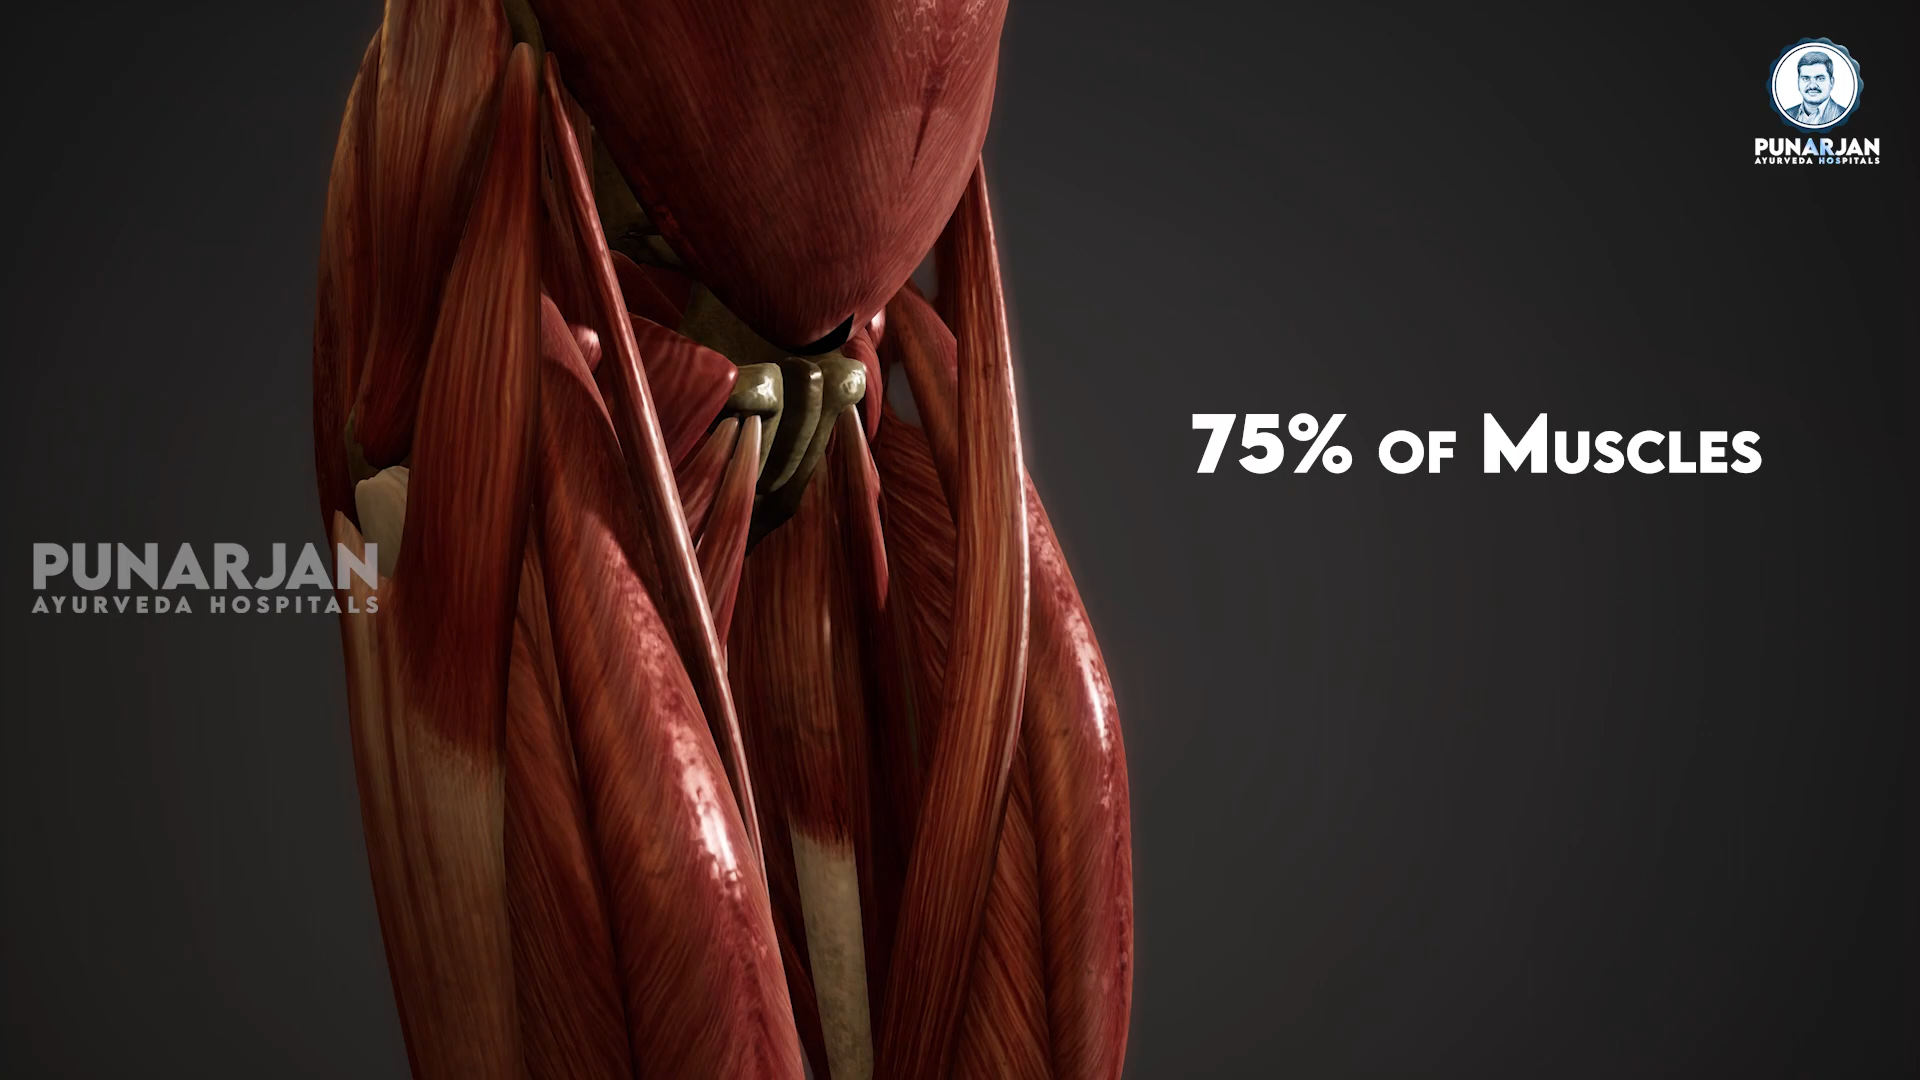 PUNARJAN
AYURVEDA HOSPITALS
75% OF MUSCLES
PUNARJAN
AYURVEDA HOSPITALS